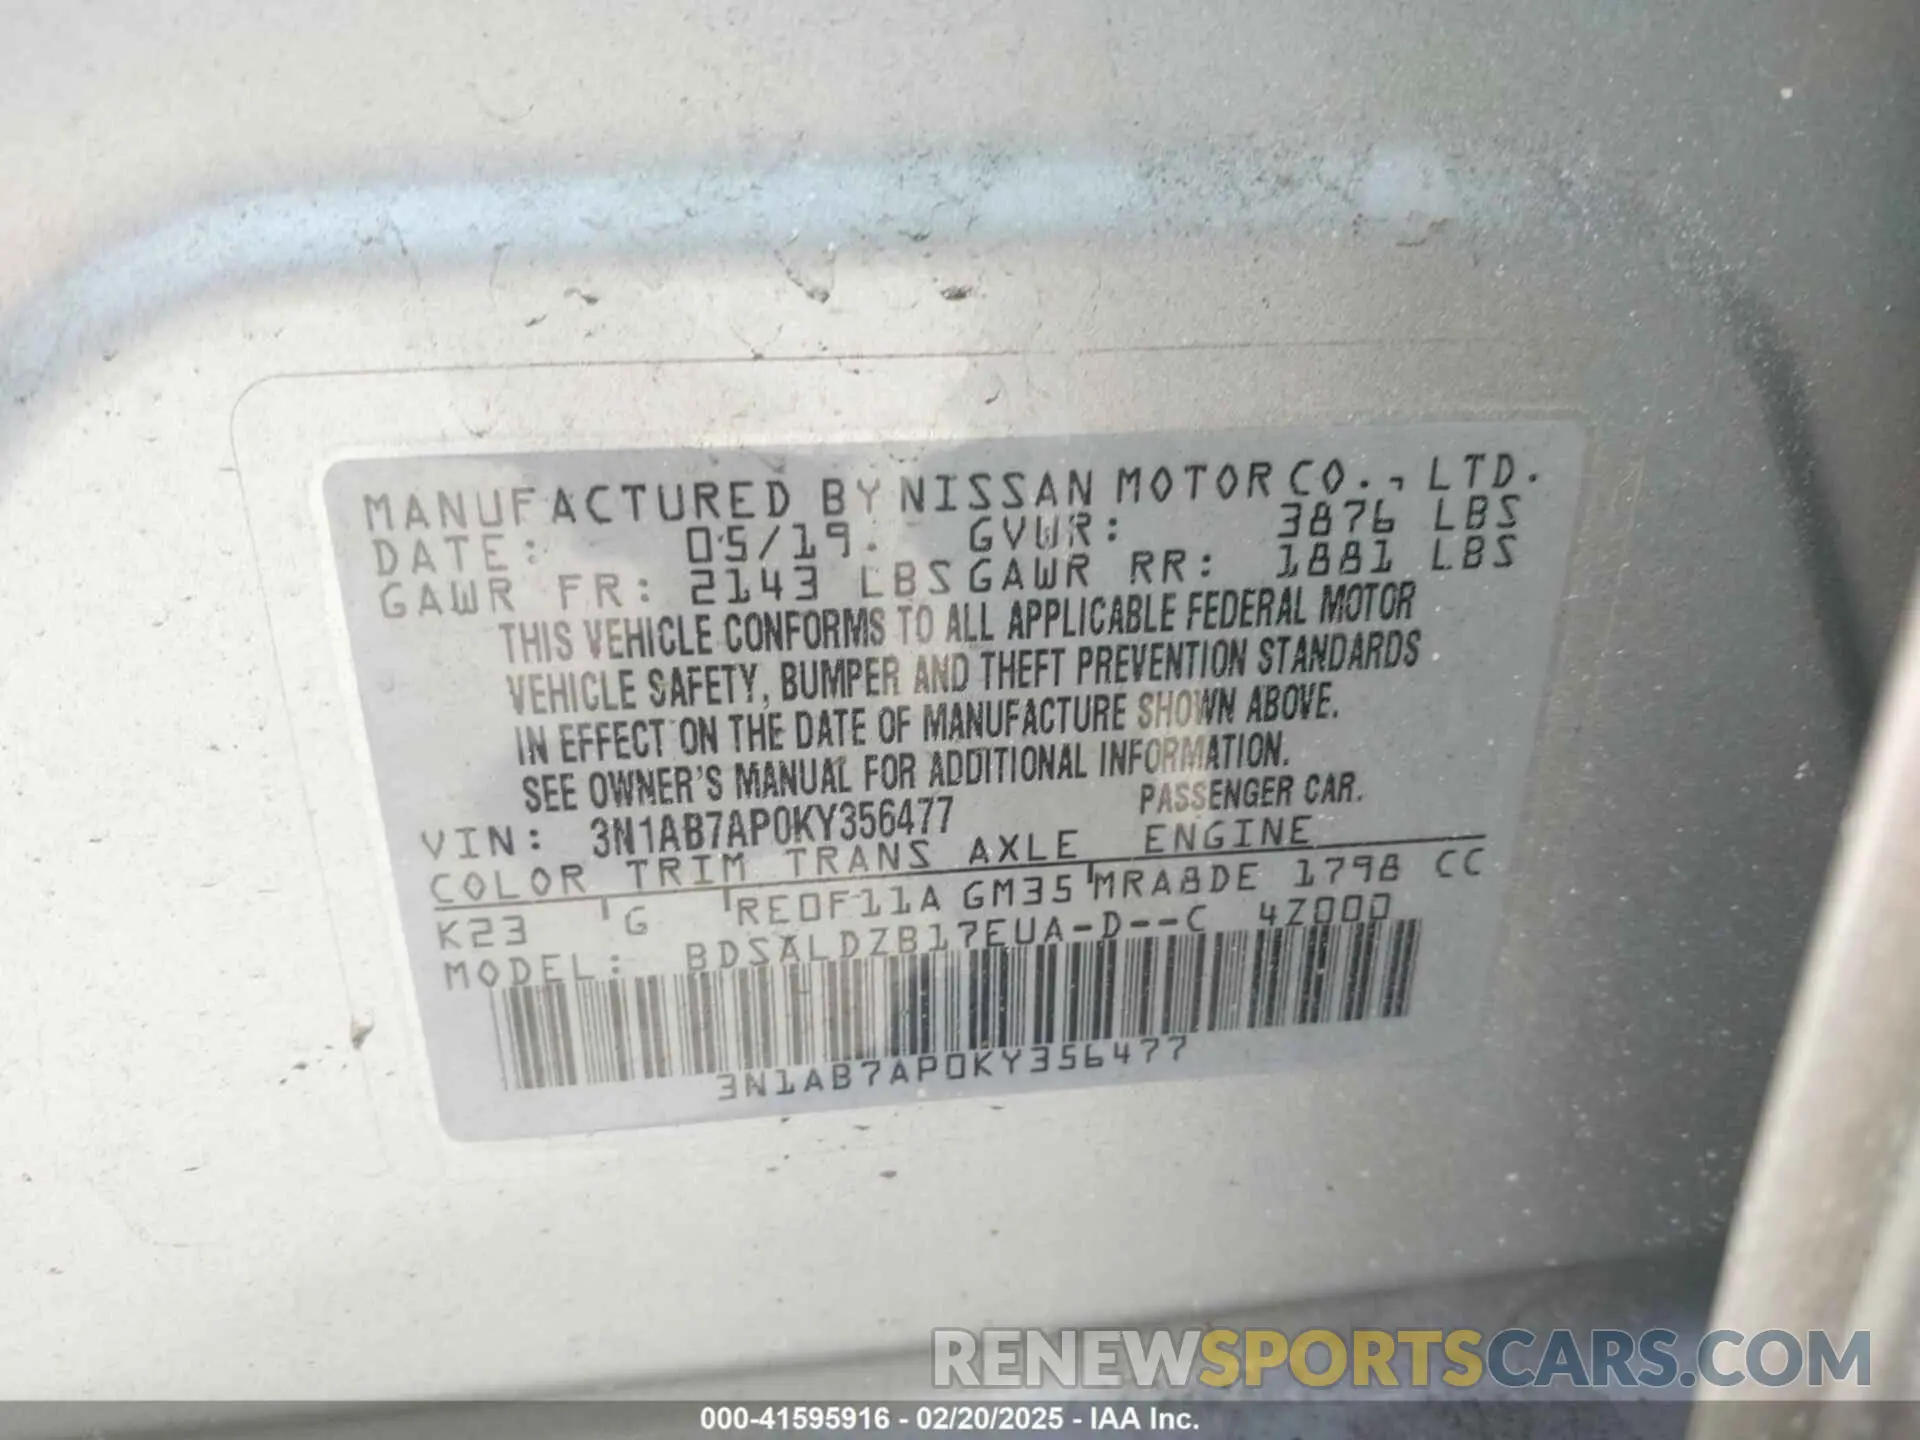 MANUFACTURED BY NISSAN MOTOR CO., LTD.
DATE: 05/19. GVWR: 3876 LBS
GAWR FR: 2143 LBS GAWR RR: 1881 LBS
THIS VEHICLE CONFORMS TO ALL APPLICABLE FEDERAL MOTOR
VEHICLE SAFETY, BUMPER AND THEFT PREVENTION STANDARDS
IN EFFECT ON THE DATE OF MANUFACTURE SHOWN ABOVE.
SEE OWNER'S MANUAL FOR ADDITIONAL INFORMATION.
VIN: 3N1AB7AP0KY356477 PASSENGER CAR.
COLOR TRIM TRANS AXLE ENGINE
K23 G RE0F11A GM35 MRA8DE 1798 CC
MODEL: BDSALDZB17EUA-D--C 4Z000
3N1AB7AP0KY356477
RENEWSPORTSCARS.COM
000-41595916 - 02/20/2025 - IAA Inc.